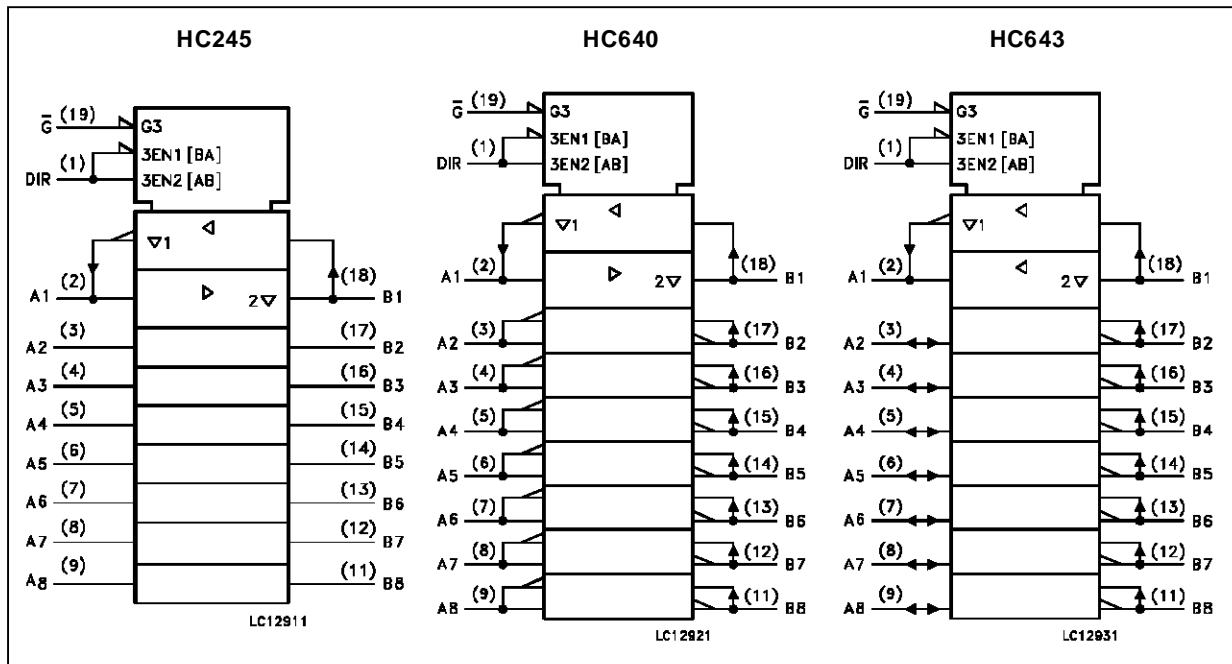 HC245
G̅ (19) G3
3EN1 [BA]
DIR (1) 3EN2 [AB]
▽1 ◁
A1 (2) ▷ 2▽ (18) B1
A2 (3) (17) B2
A3 (4) (16) B3
A4 (5) (15) B4
A5 (6) (14) B5
A6 (7) (13) B6
A7 (8) (12) B7
A8 (9) (11) B8
LC12911
HC640
G̅ (19) G3
3EN1 [BA]
DIR (1) 3EN2 [AB]
▽1 ◁
A1 (2) ▷ 2▽ (18) B1
A2 (3) (17) B2
A3 (4) (16) B3
A4 (5) (15) B4
A5 (6) (14) B5
A6 (7) (13) B6
A7 (8) (12) B7
A8 (9) (11) B8
LC12921
HC643
G̅ (19) G3
3EN1 [BA]
DIR (1) 3EN2 [AB]
▽1 ◁
A1 (2) ◁ 2▽ (18) B1
A2 (3) (17) B2
A3 (4) (16) B3
A4 (5) (15) B4
A5 (6) (14) B5
A6 (7) (13) B6
A7 (8) (12) B7
A8 (9) (11) B8
LC12931